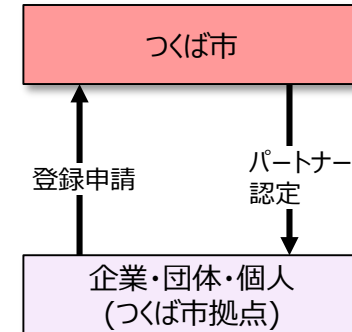 つくば市
登録申請
パートナー
認定
企業・団体・個人
(つくば市拠点)